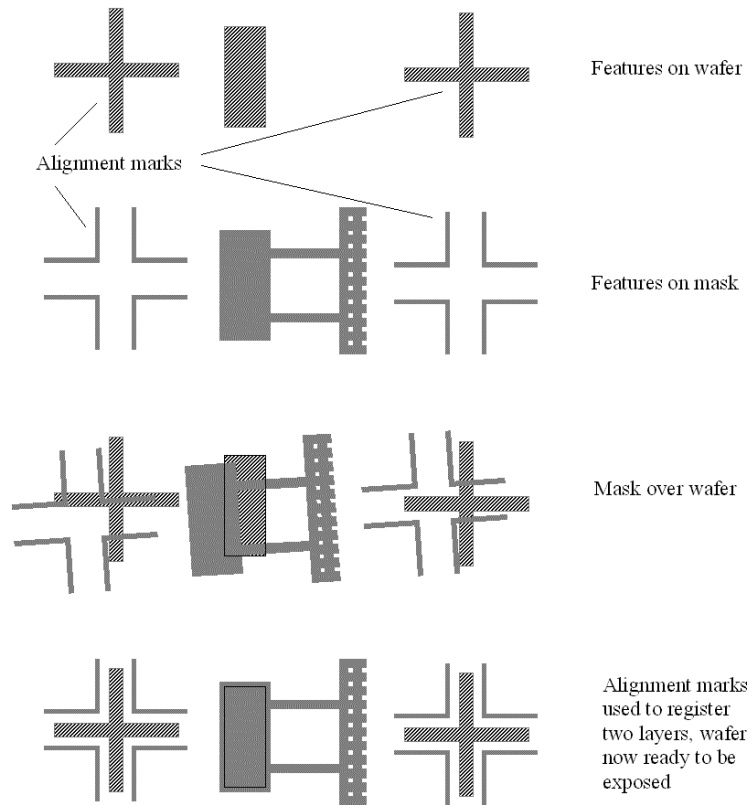 Features on wafer
Alignment marks
Features on mask
Mask over wafer
Alignment marks
used to register
two layers, wafer
now ready to be
exposed